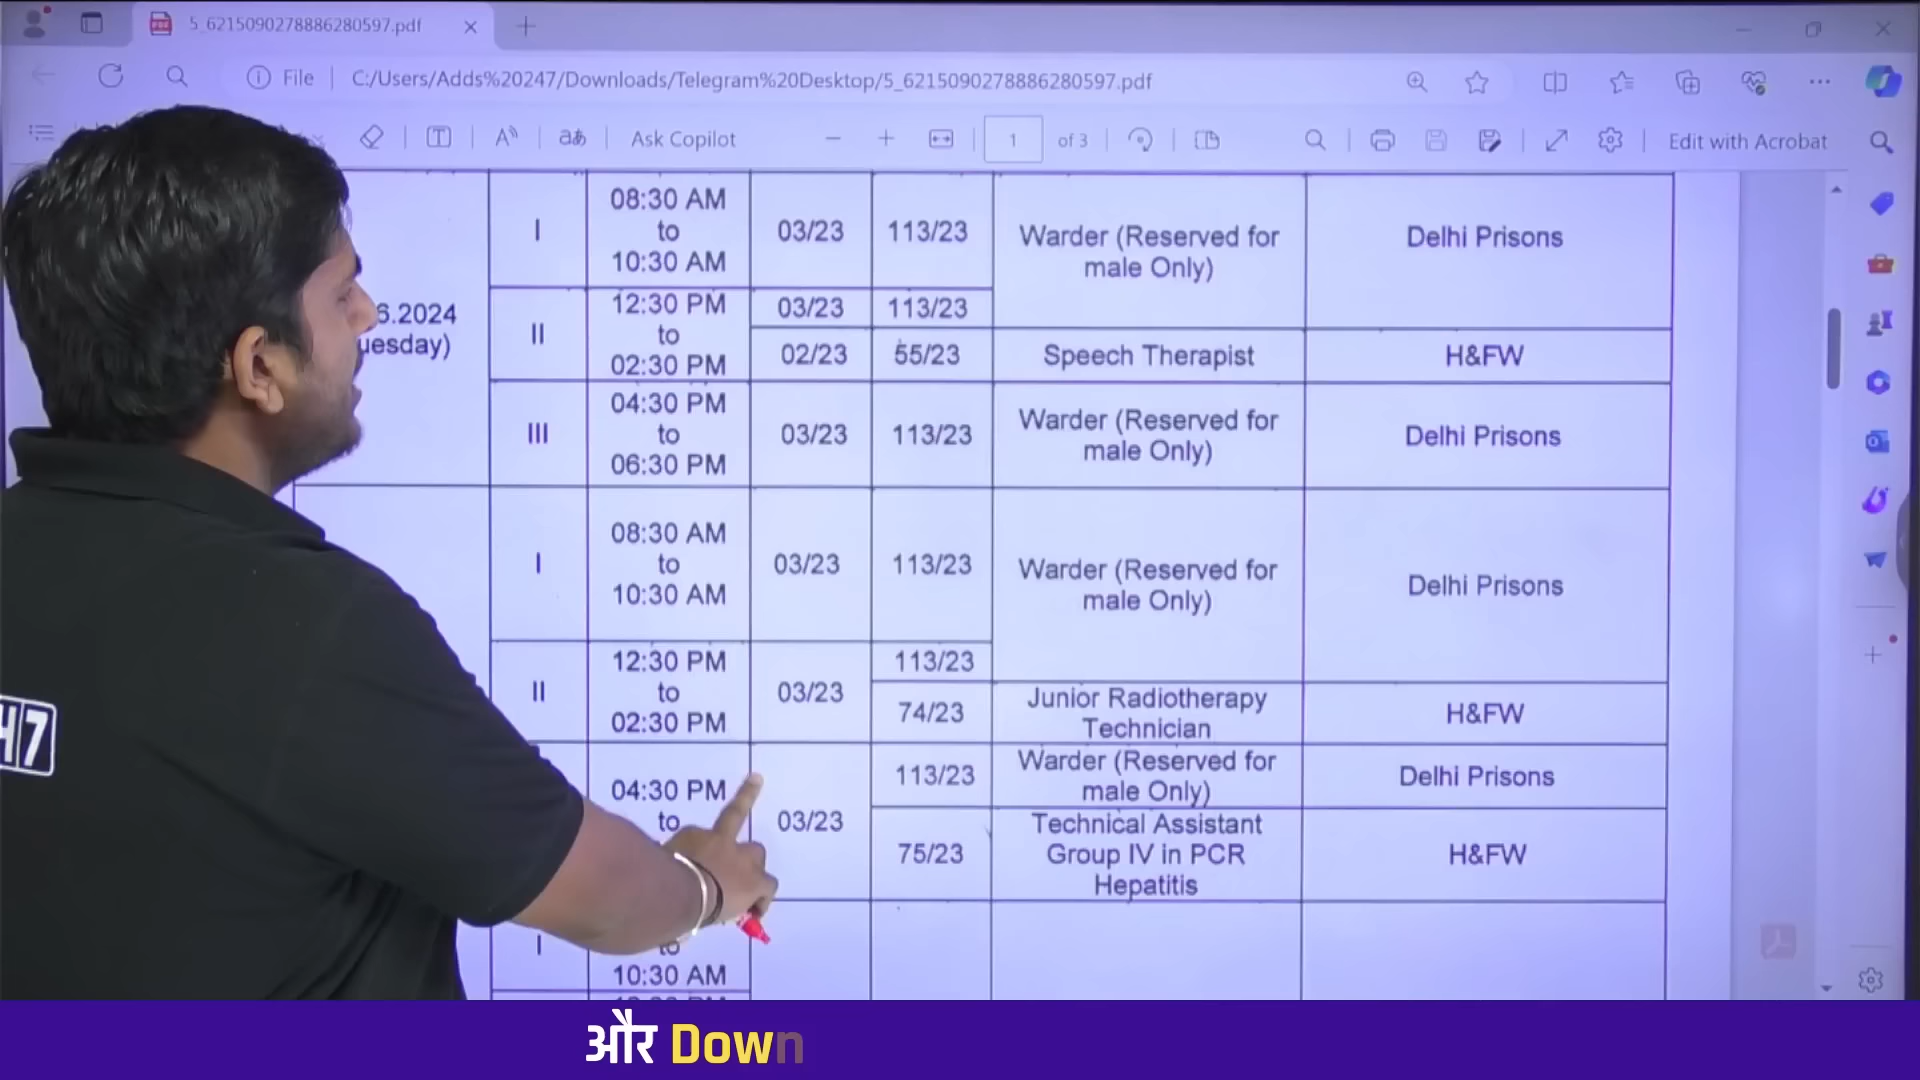 5_6215090278886280597.pdf
File
C:/Users/Adds%20247/Downloads/Telegram%20Desktop/5_6215090278886280597.pdf
Ask Copilot
1 of 3
Edit with Acrobat
I
08:30 AM
to
10:30 AM
03/23
113/23
Warder (Reserved for
male Only)
Delhi Prisons
6.2024
uesday)
II
12:30 PM
to
02:30 PM
03/23
113/23
02/23
55/23
Speech Therapist
H&FW
III
04:30 PM
to
06:30 PM
03/23
113/23
Warder (Reserved for
male Only)
Delhi Prisons
I
08:30 AM
to
10:30 AM
03/23
113/23
Warder (Reserved for
male Only)
Delhi Prisons
II
12:30 PM
to
02:30 PM
03/23
113/23
74/23
Junior Radiotherapy
Technician
H&FW
04:30 PM
to
03/23
113/23
Warder (Reserved for
male Only)
Delhi Prisons
75/23
Technical Assistant
Group IV in PCR
Hepatitis
H&FW
I
to
10:30 AM
H7
और Down